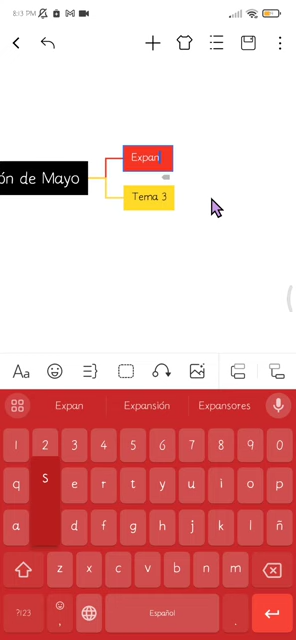 8:13 PM
Expan
ón de Mayo
Tema 3
Aa
Expan Expansión Expansores
1 2 3 4 5 6 7 8 9 0
q e r t y u i o p
S
a d f g h j k l ñ
z x c v b n m
?123 , Español .